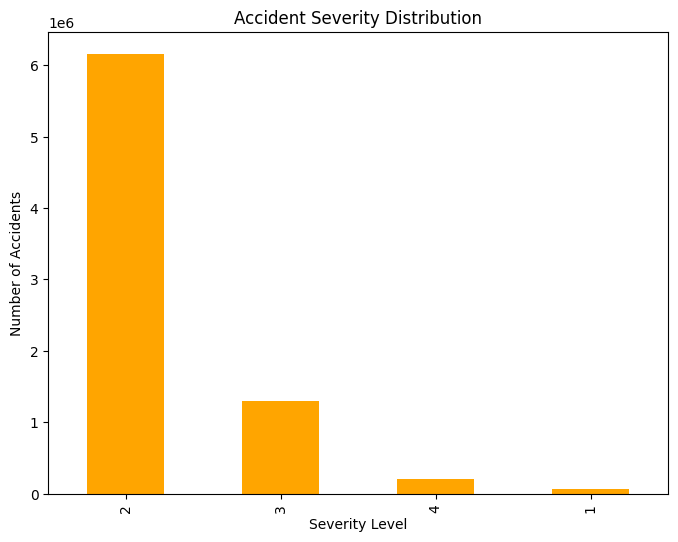 Accident Severity Distribution
1e6
6
5
4
3
2
1
0
Number of Accidents
2
3
4
1
Severity Level